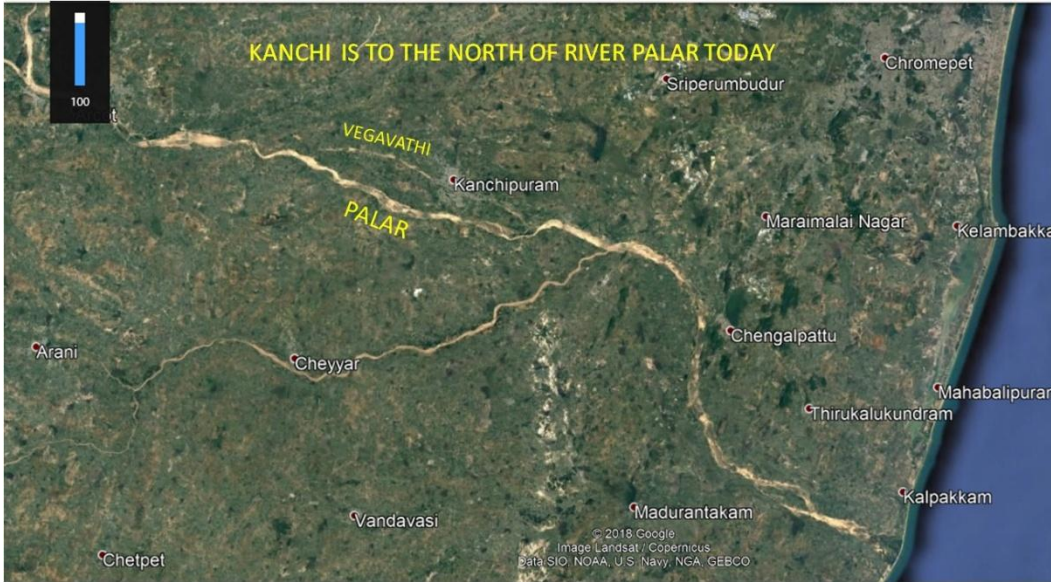 KANCHI IS TO THE NORTH OF RIVER PALAR TODAY
Chromepet
Sriperumbudur
100
VEGAVATHI
Kanchipuram
PALAR
Maraimalai Nagar
Kelambakka
Chengalpattu
Arani
Cheyyar
Mahabalipuram
Thirukalukundram
Kalpakkam
Madurantakam
Vandavasi
© 2018 Google
Image Landsat / Copernicus
Data SIO, NOAA, U.S. Navy, NGA, GEBCO
Chetpet